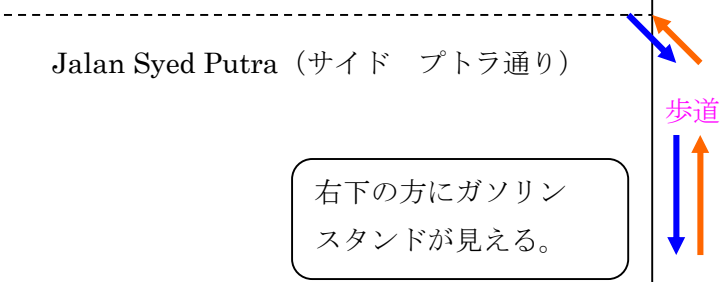 Jalan Syed Putra（サイド　プトラ通り）
歩道
右下の方にガソリン
スタンドが見える。